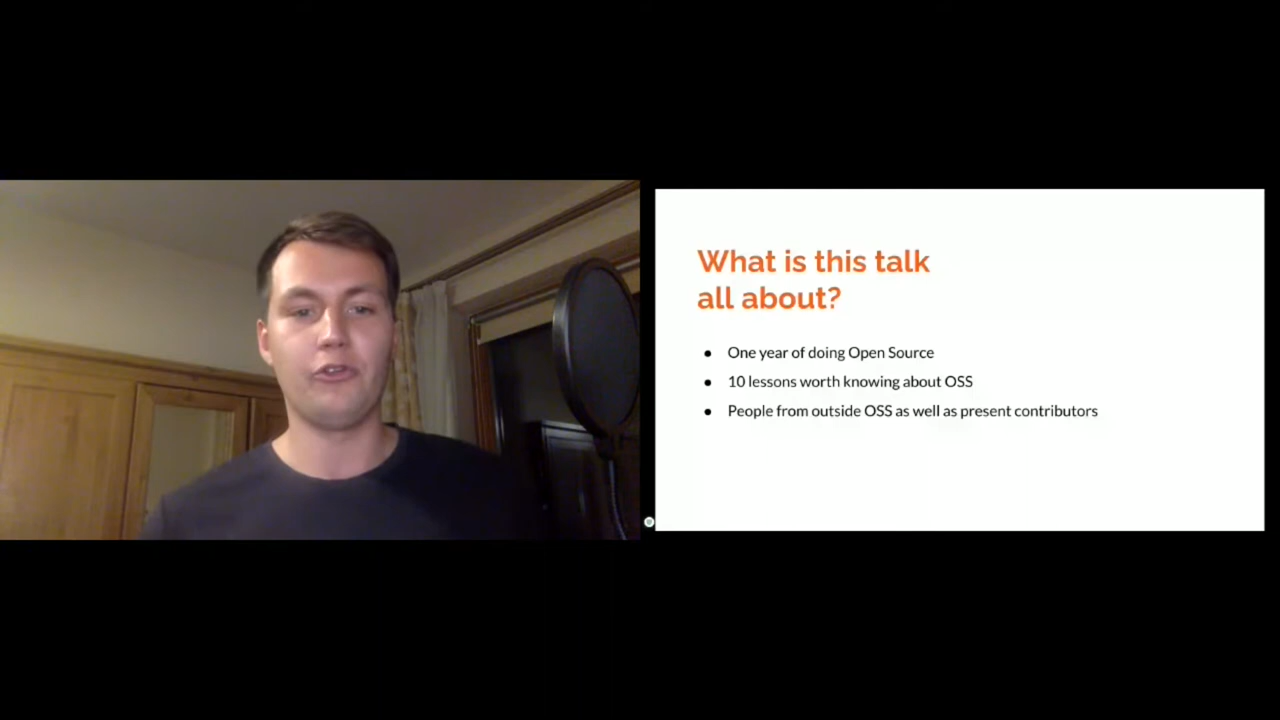 What is this talk
all about?
● One year of doing Open Source
● 10 lessons worth knowing about OSS
● People from outside OSS as well as present contributors